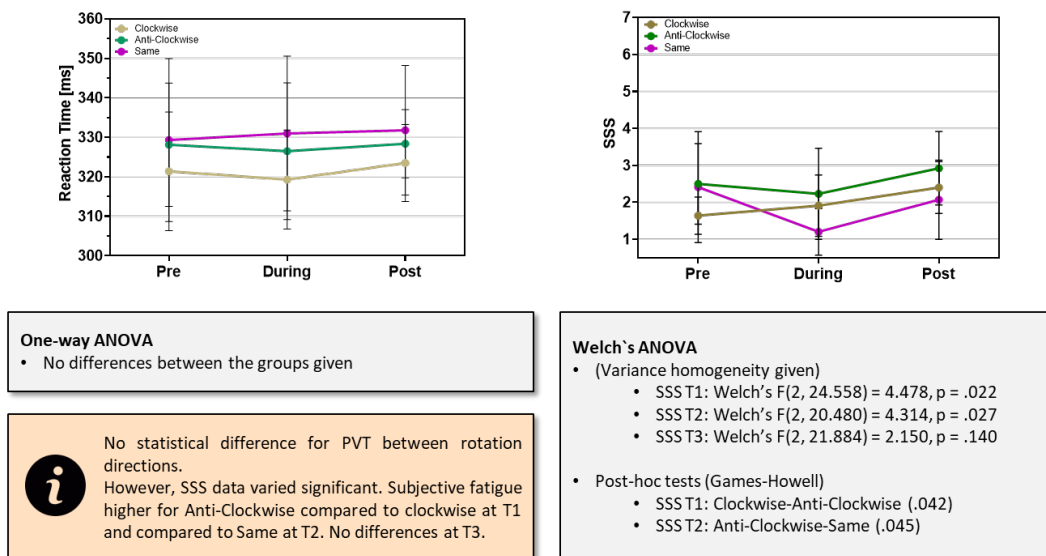 360
350
340
330
320
310
300
Reaction Time [ms]
Clockwise
Anti-Clockwise
Same
Pre During Post
7
6
5
4
3
2
1
SSS
Clockwise
Anti-Clockwise
Same
Pre During Post
One-way ANOVA
• No differences between the groups given
No statistical difference for PVT between rotation
directions.
However, SSS data varied significant. Subjective fatigue
higher for Anti-Clockwise compared to clockwise at T1
and compared to Same at T2. No differences at T3.
i
Welch`s ANOVA
• (Variance homogeneity given)
• SSS T1: Welch’s F(2, 24.558) = 4.478, p = .022
• SSS T2: Welch’s F(2, 20.480) = 4.314, p = .027
• SSS T3: Welch’s F(2, 21.884) = 2.150, p = .140
• Post-hoc tests (Games-Howell)
• SSS T1: Clockwise-Anti-Clockwise (.042)
• SSS T2: Anti-Clockwise-Same (.045)